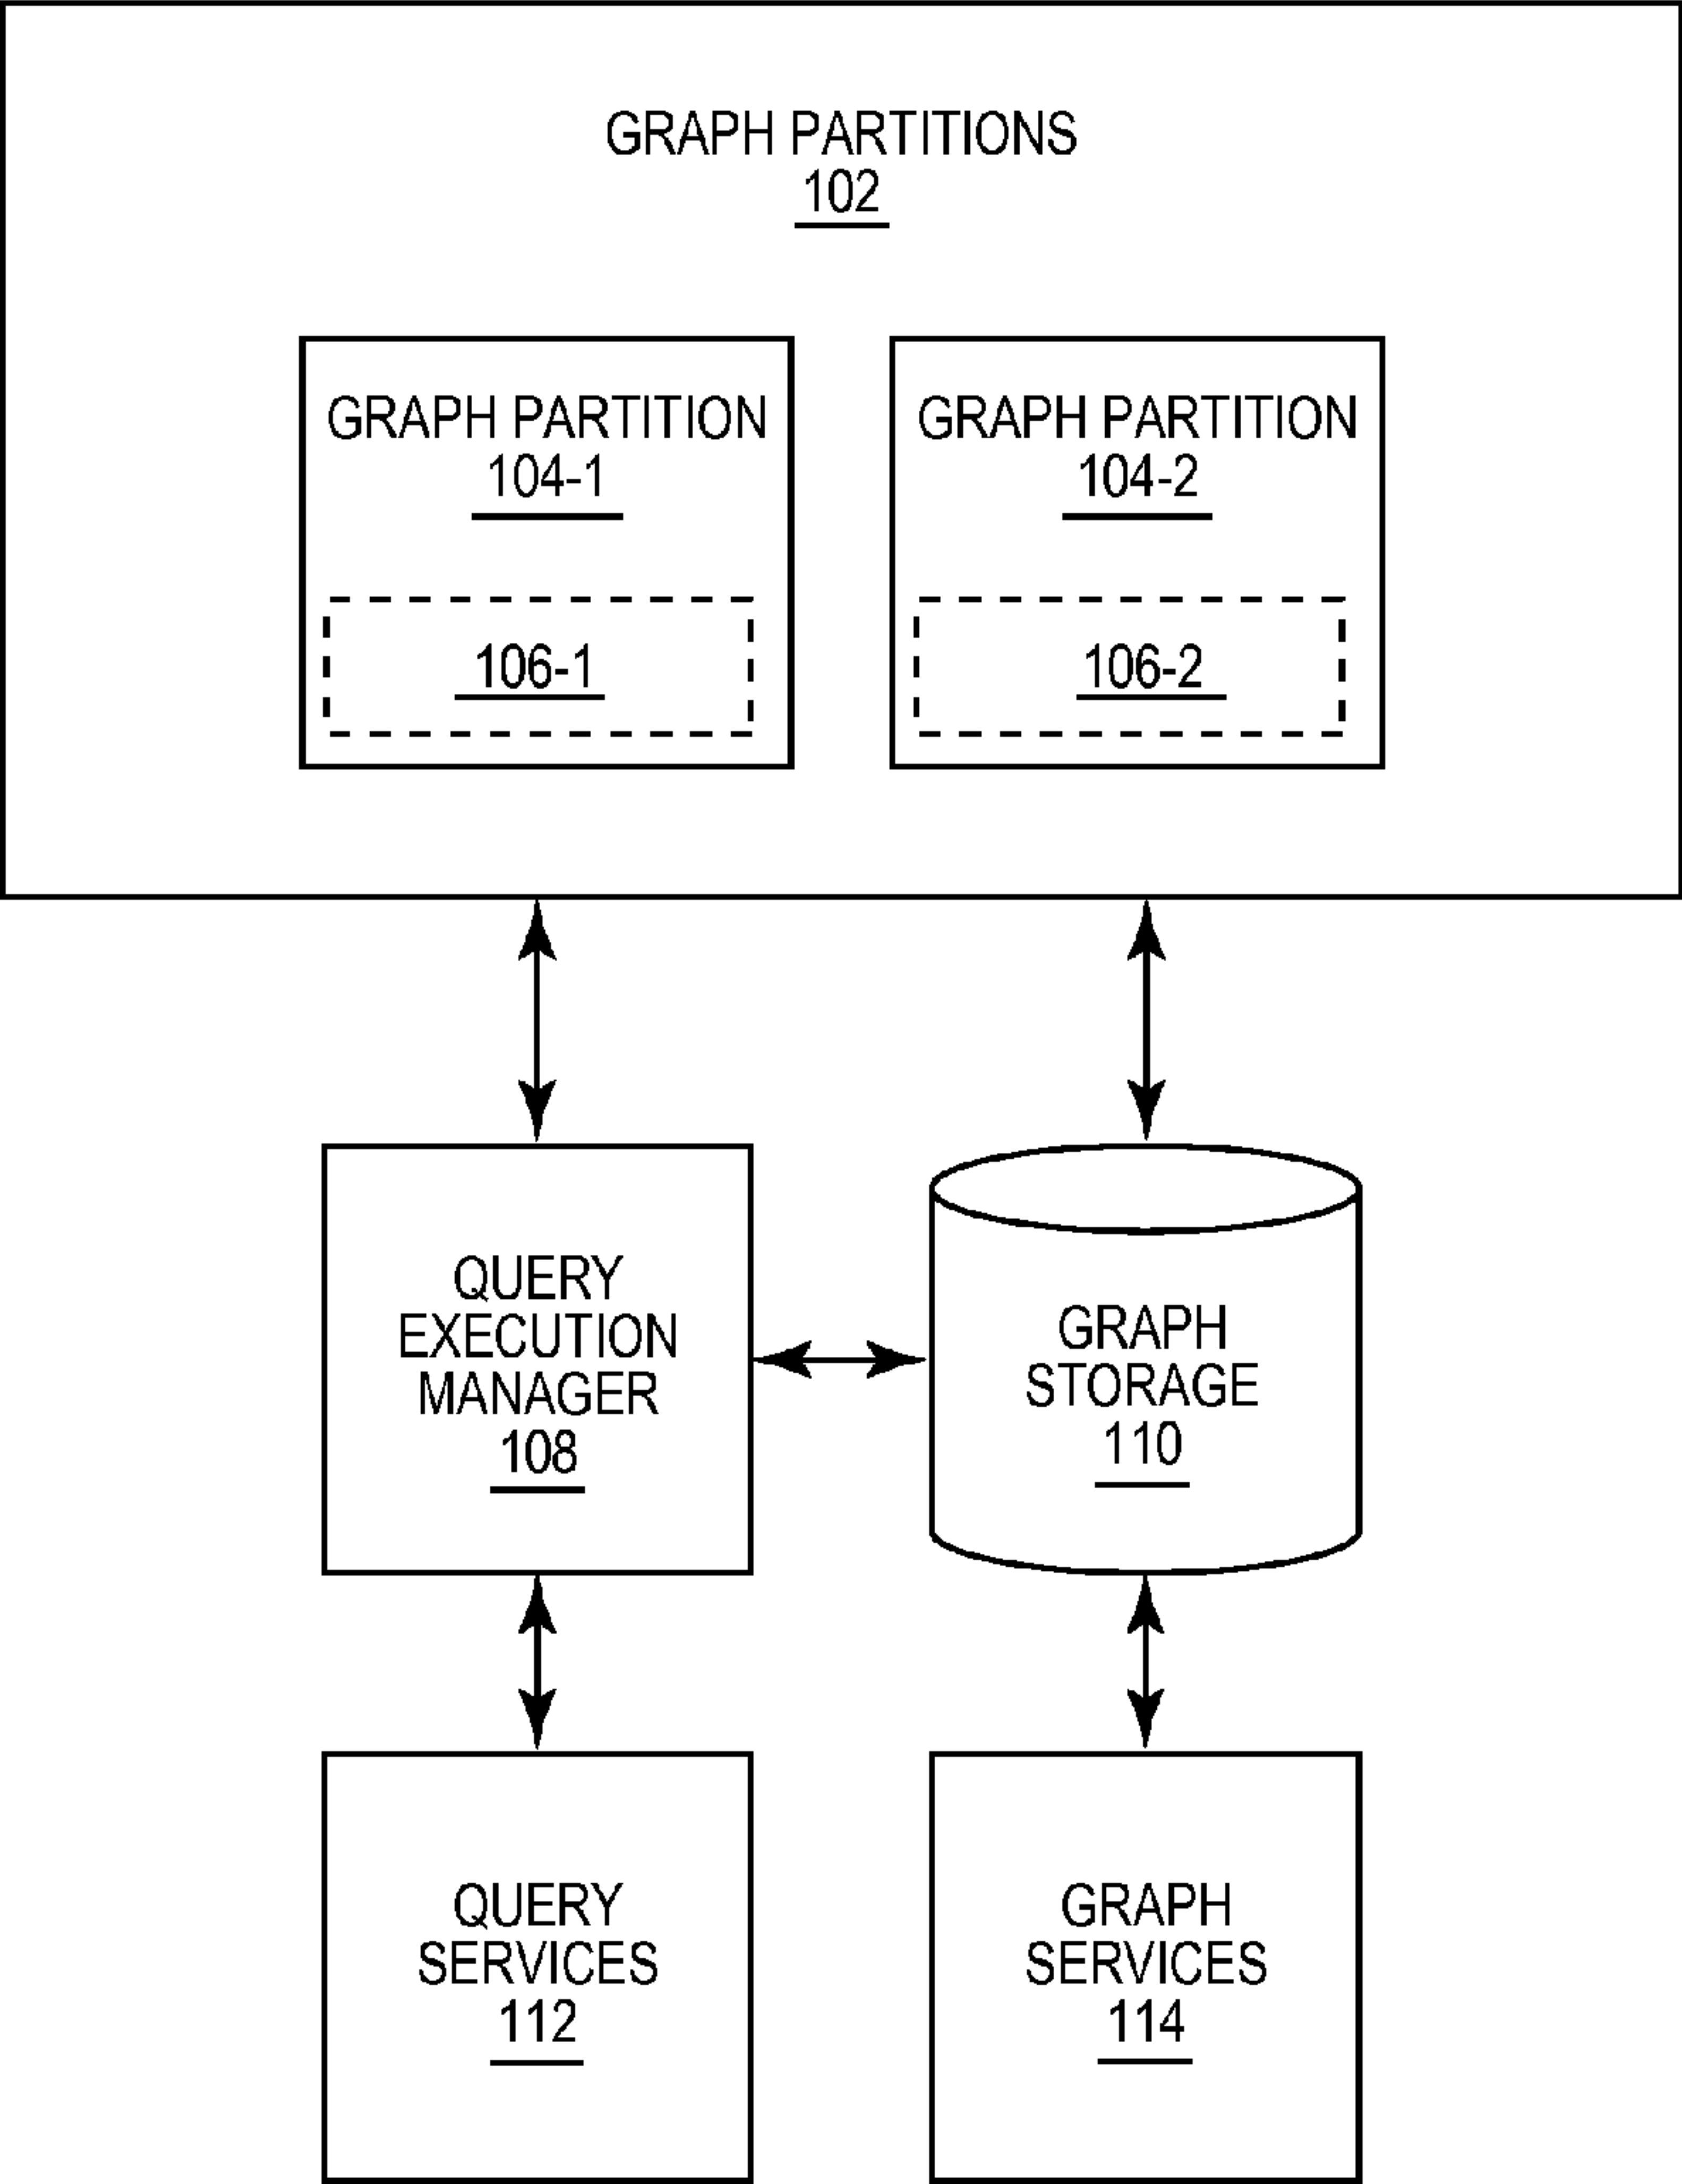 GRAPH PARTITIONS
102
GRAPH PARTITION
104-1
106-1
GRAPH PARTITION
104-2
106-2
QUERY
EXECUTION
MANAGER
108
GRAPH
STORAGE
110
QUERY
SERVICES
112
GRAPH
SERVICES
114